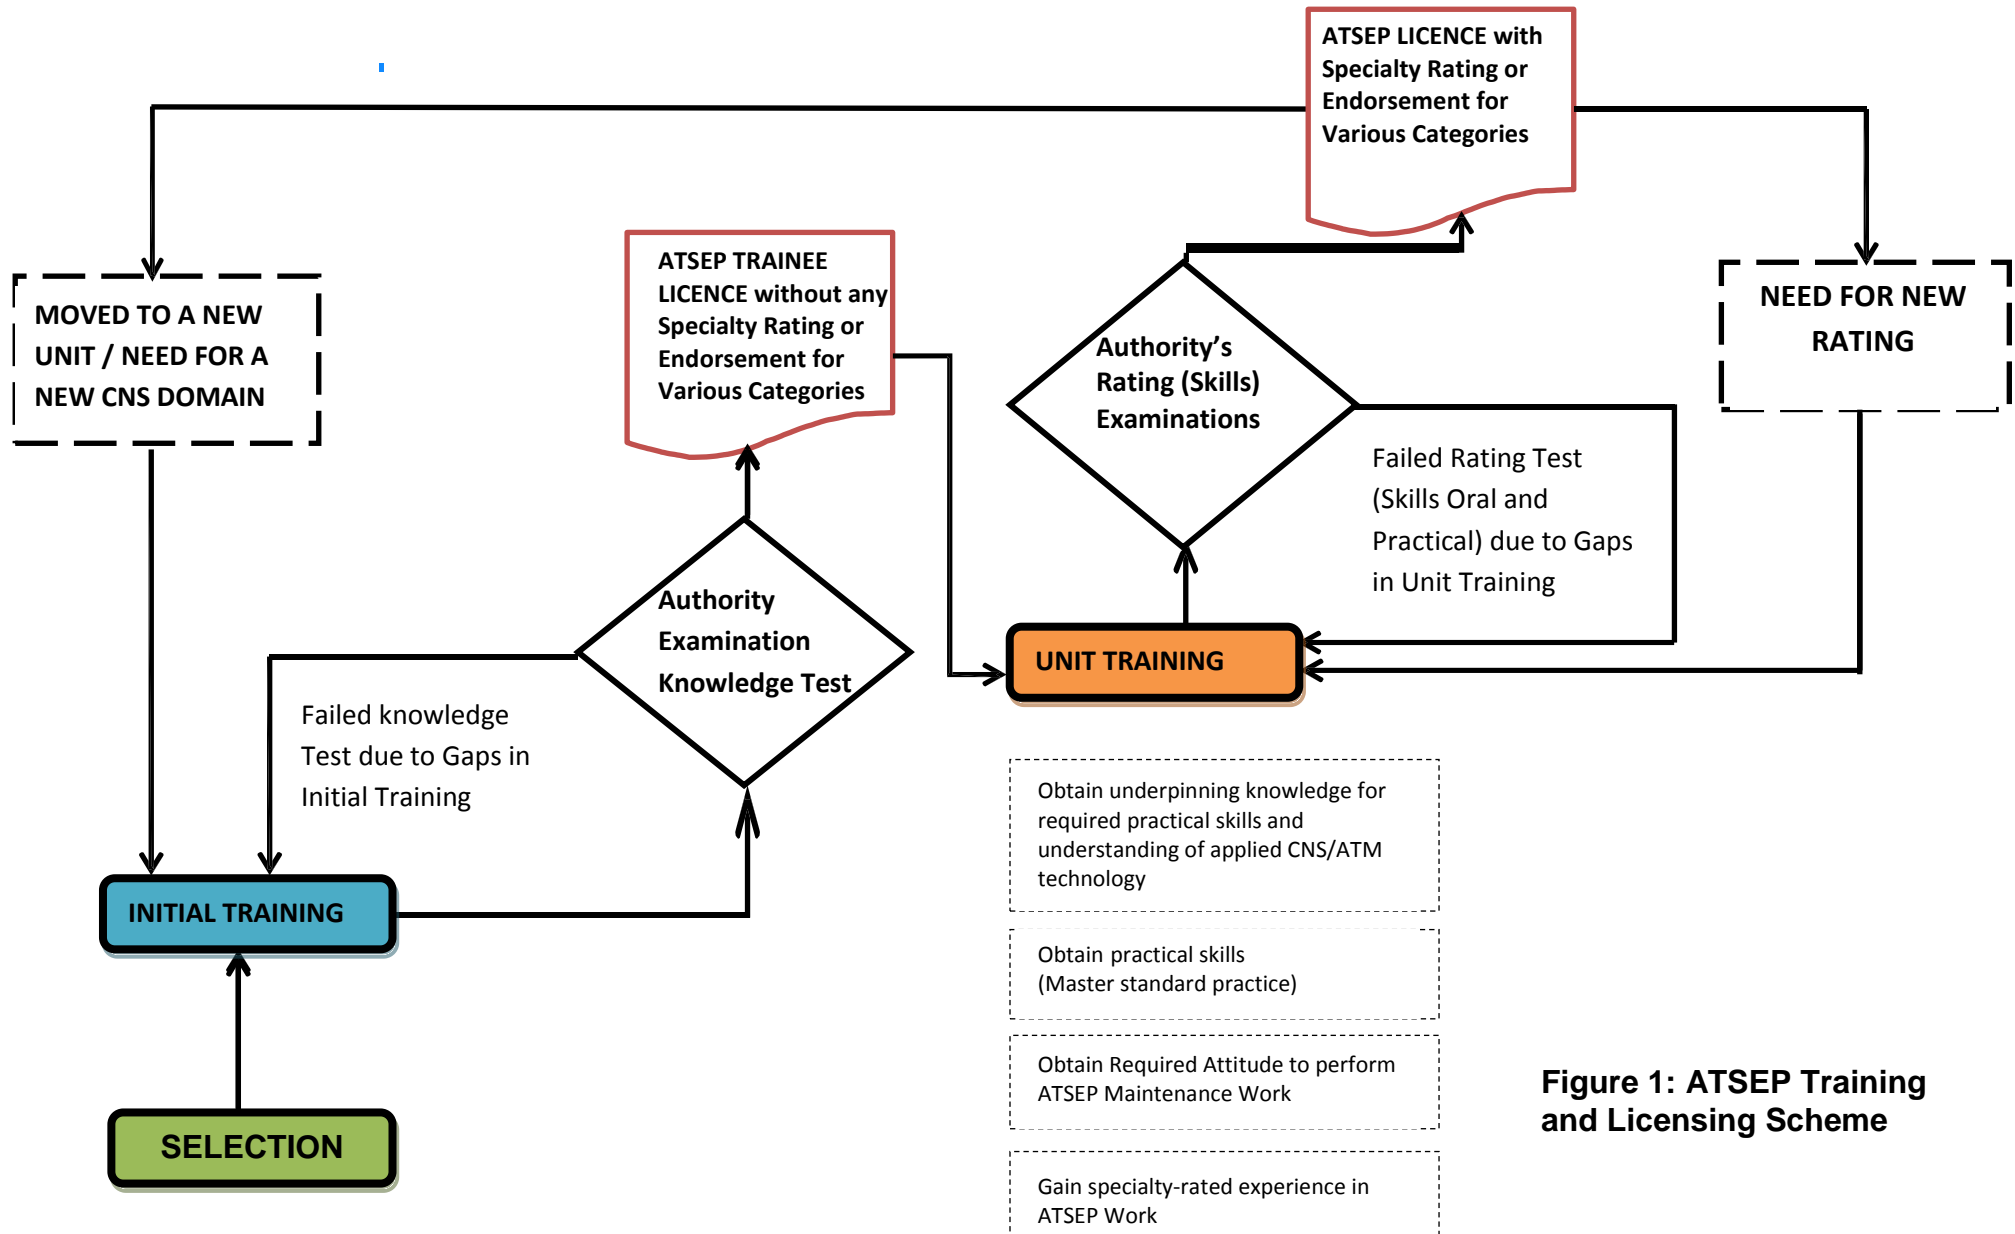 ATSEP LICENCE with
Specialty Rating or
Endorsement for
Various Categories
MOVED TO A NEW
UNIT / NEED FOR A
NEW CNS DOMAIN
ATSEP TRAINEE
LICENCE without any
Specialty Rating or
Endorsement for
Various Categories
Authority’s
Rating (Skills)
Examinations
NEED FOR NEW
RATING
Failed Rating Test
(Skills Oral and
Practical) due to Gaps
in Unit Training
Authority
Examination
Knowledge Test
UNIT TRAINING
Failed knowledge
Test due to Gaps in
Initial Training
INITIAL TRAINING
Obtain underpinning knowledge for
required practical skills and
understanding of applied CNS/ATM
technology
Obtain practical skills
(Master standard practice)
Obtain Required Attitude to perform
ATSEP Maintenance Work
Gain specialty-rated experience in
ATSEP Work
SELECTION
Figure 1: ATSEP Training
and Licensing Scheme